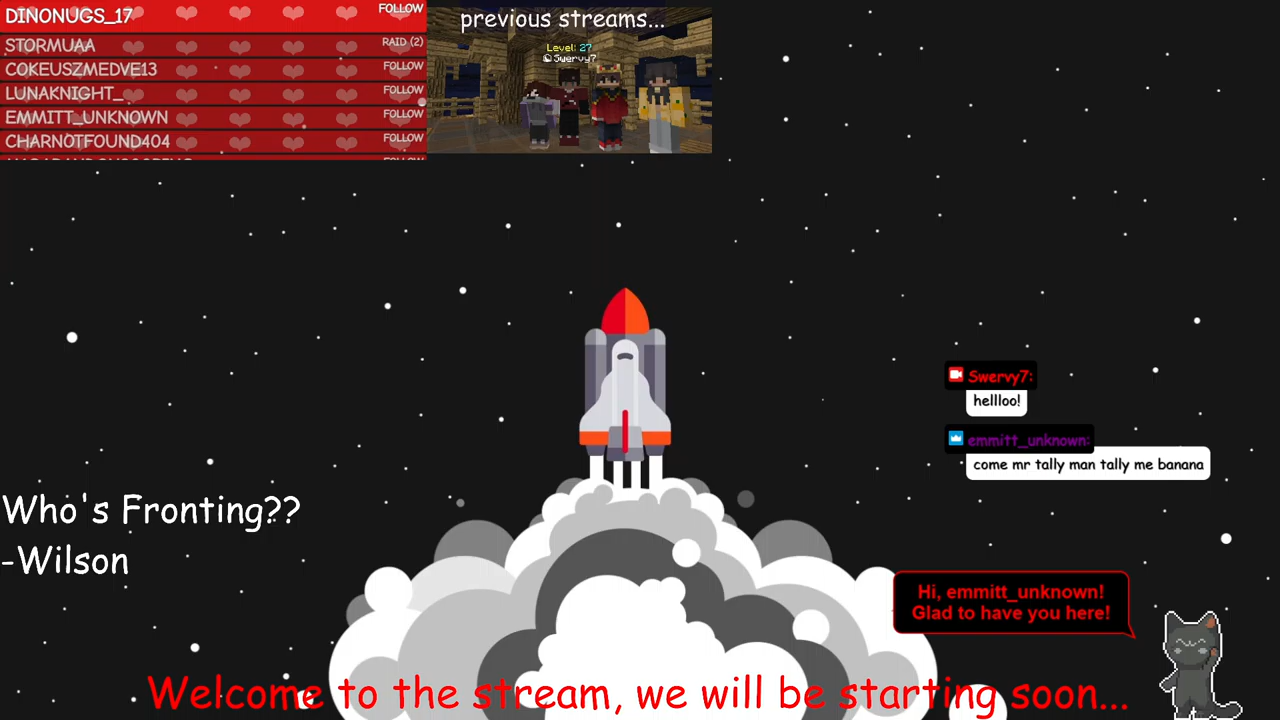 DINONUGS_17 FOLLOW
STORMUAA RAID (2)
COKEUSZMEDVE13 FOLLOW
LUNAKNIGHT_ FOLLOW
EMMITT_UNKNOWN FOLLOW
CHARNOTFOUND404 FOLLOW
previous streams...
Level: 27
Swervy7
Swervy7:
hellloo!
emmitt_unknown:
come mr tally man tally me banana
Who's Fronting??
-Wilson
Hi, emmitt_unknown!
Glad to have you here!
Welcome to the stream, we will be starting soon...